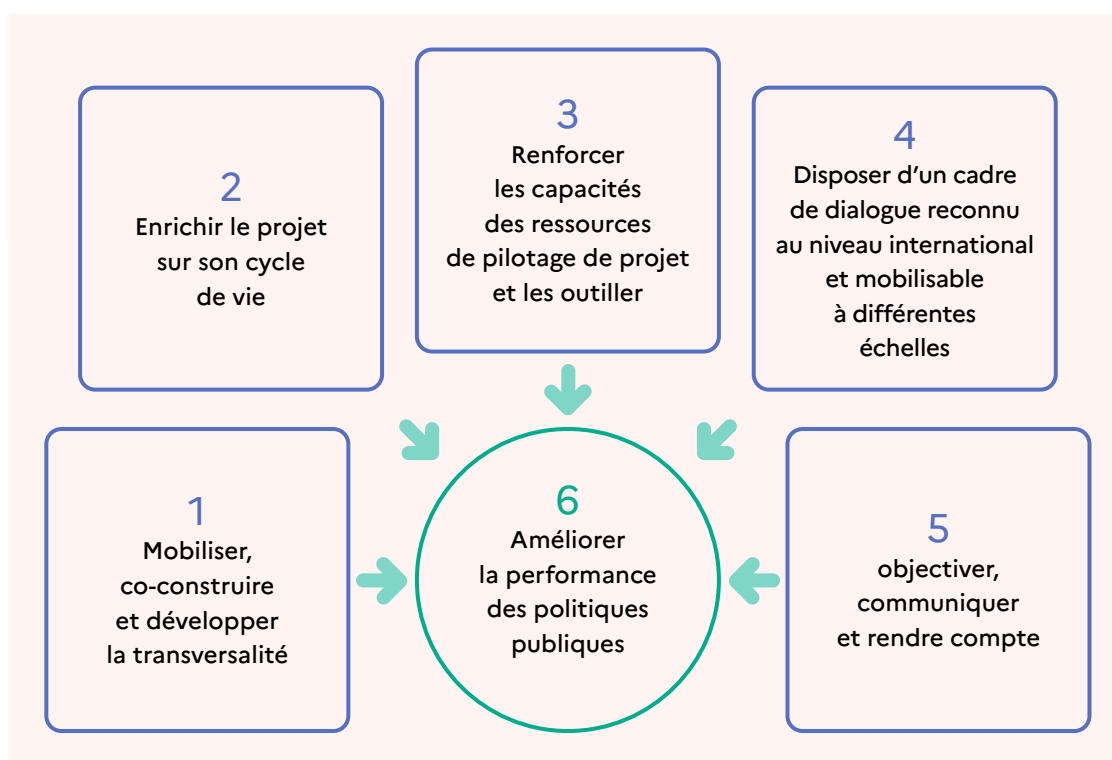 1
Mobiliser,
co-construire
et développer
la transversalité
2
Enrichir le projet
sur son cycle
de vie
3
Renforcer
les capacités
des ressources
de pilotage de projet
et les outiller
4
Disposer d’un cadre
de dialogue reconnu
au niveau international
et mobilisable
à différentes
échelles
5
objectiver,
communiquer
et rendre compte
6
Améliorer
la performance
des politiques
publiques